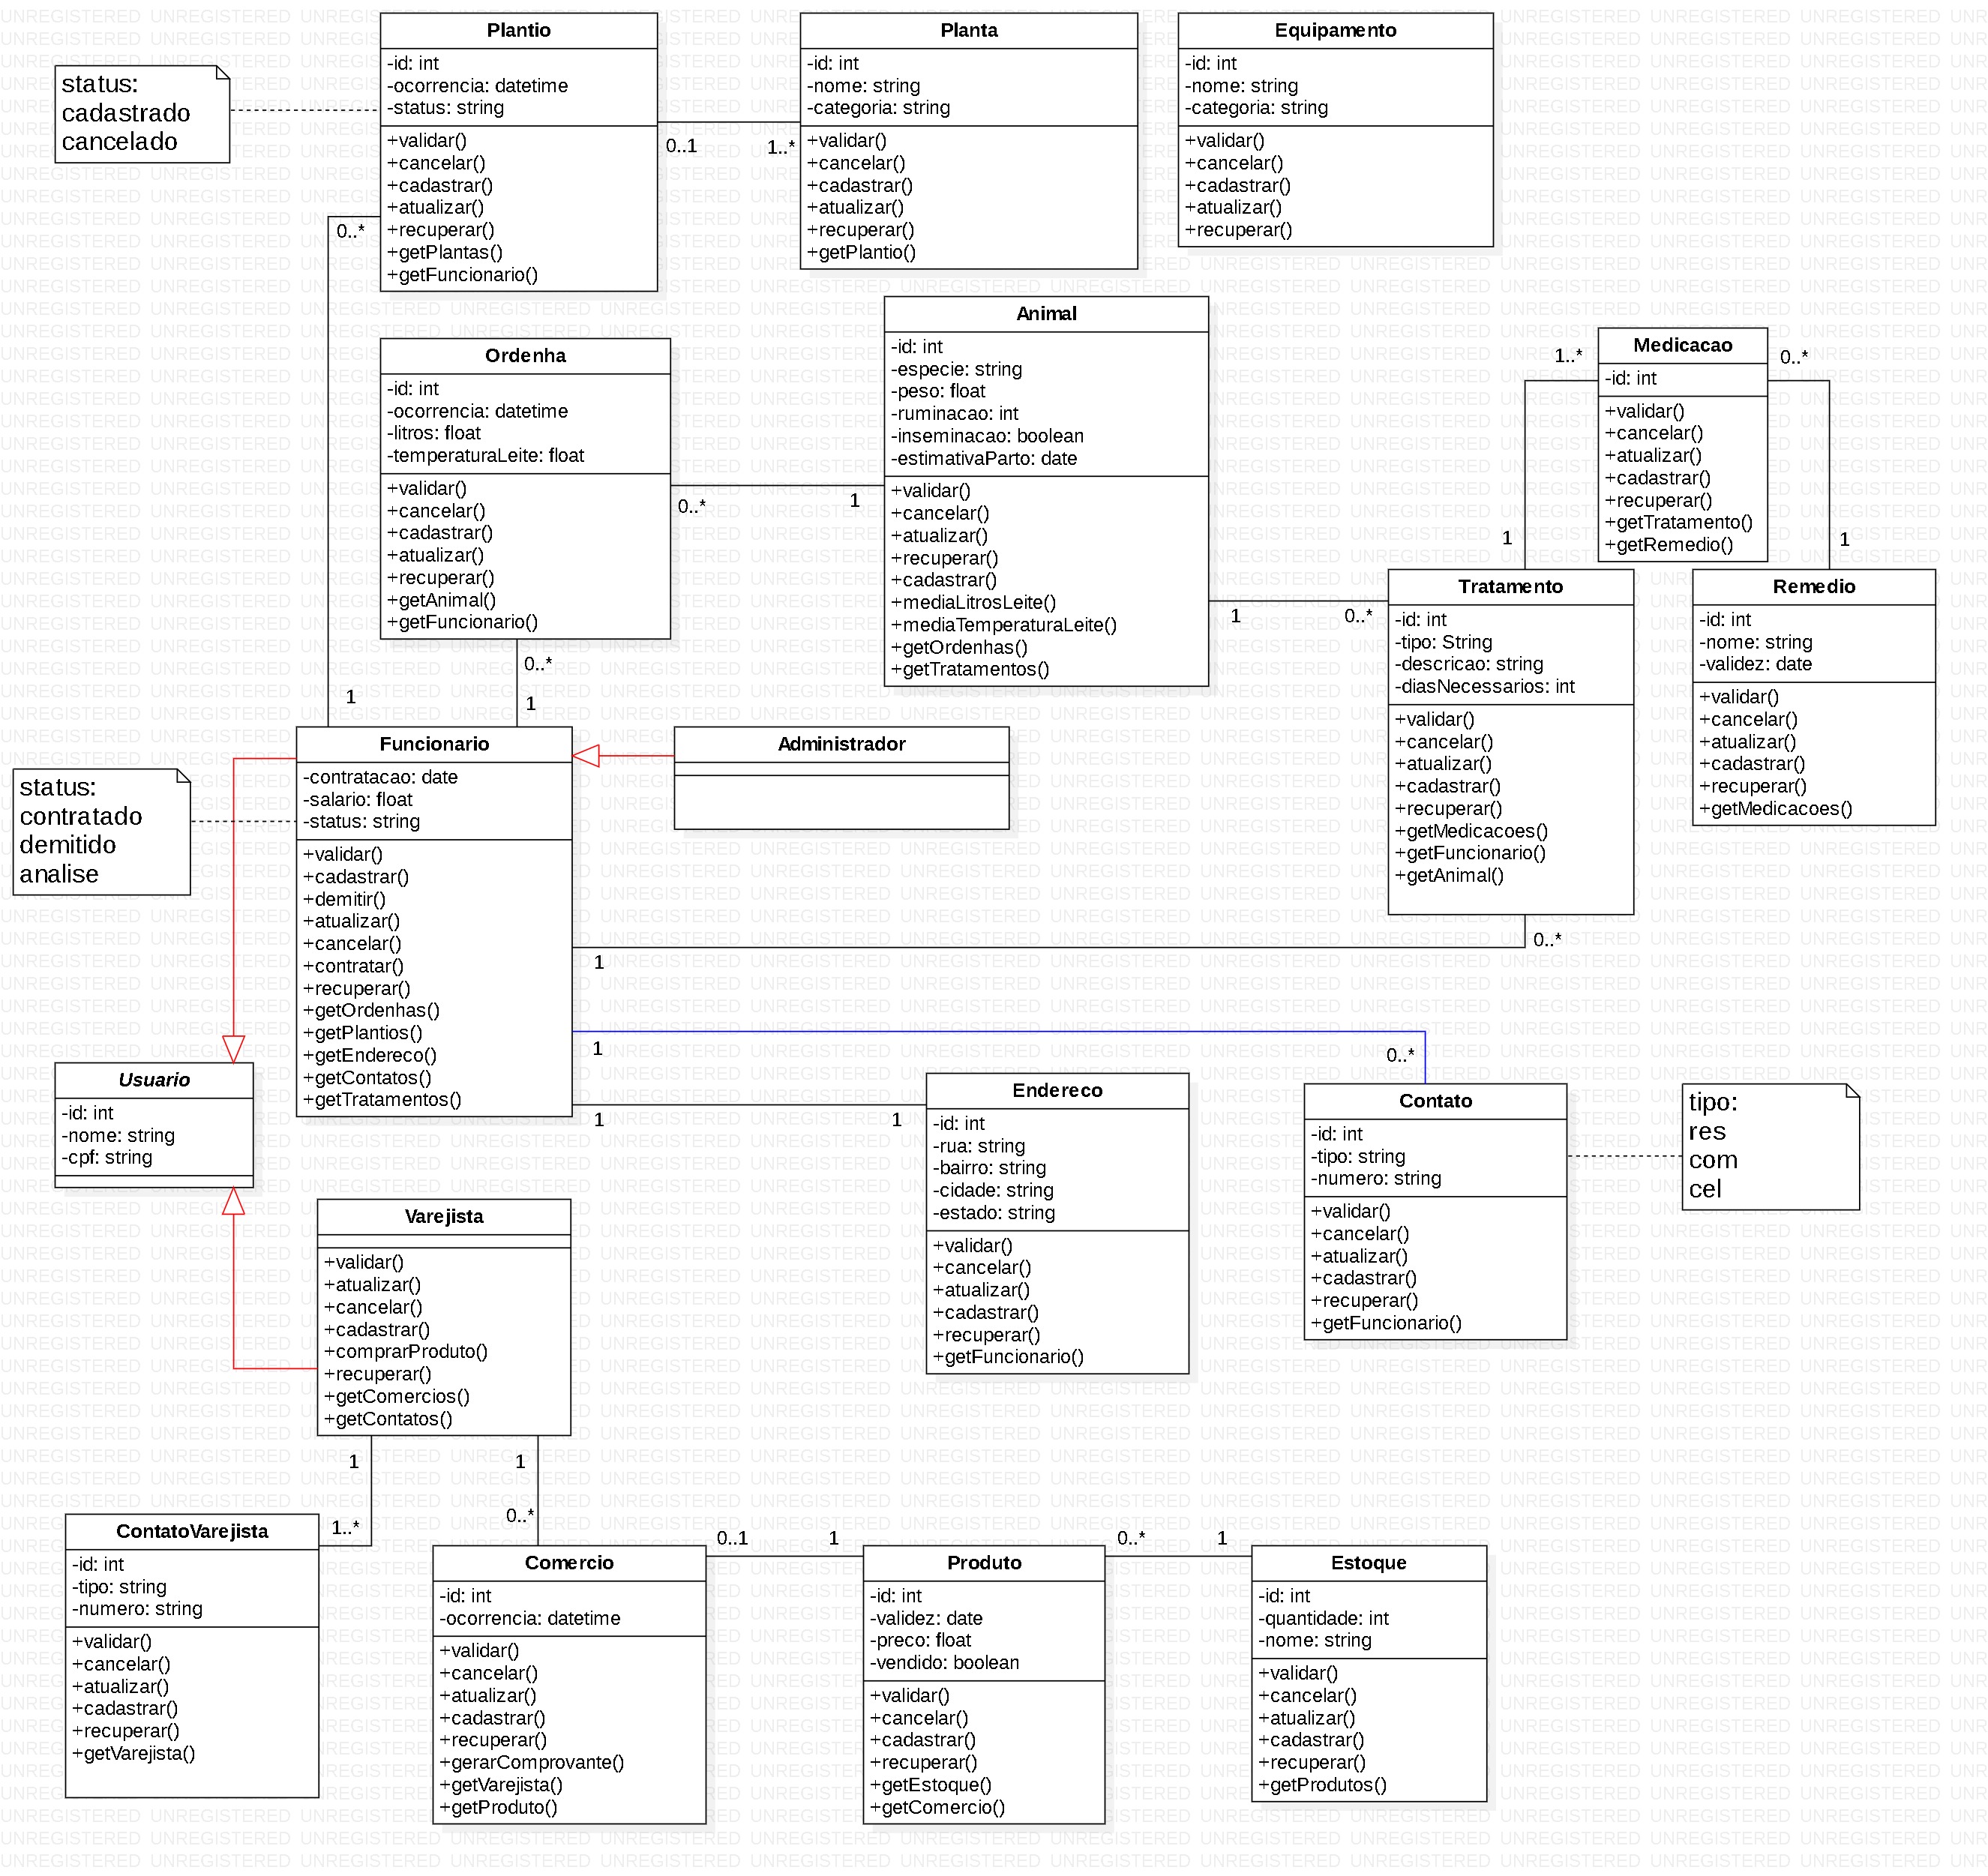 Plantio
-id: int
-ocorrencia: datetime
-status: string
+validar()
+cancelar()
+cadastrar()
+atualizar()
+recuperar()
+getPlantas()
+getFuncionario()
status:
cadastrado
cancelado
0..1
1..*
0..*
1
Planta
-id: int
-nome: string
-categoria: string
+validar()
+cancelar()
+cadastrar()
+atualizar()
+recuperar()
+getPlantio()
Equipamento
-id: int
-nome: string
-categoria: string
+validar()
+cancelar()
+cadastrar()
+atualizar()
+recuperar()
Ordenha
-id: int
-ocorrencia: datetime
-litros: float
-temperaturaLeite: float
+validar()
+cancelar()
+cadastrar()
+atualizar()
+recuperar()
+getAnimal()
+getFuncionario()
0..*
1
0..*
1
Animal
-id: int
-especie: string
-peso: float
-ruminacao: int
-inseminacao: boolean
-estimativaParto: date
+validar()
+cancelar()
+atualizar()
+recuperar()
+cadastrar()
+mediaLitrosLeite()
+mediaTemperaturaLeite()
+getOrdenhas()
+getTratamentos()
1
0..*
Medicacao
-id: int
+validar()
+cancelar()
+atualizar()
+cadastrar()
+recuperar()
+getTratamento()
+getRemedio()
1..*
0..*
1
1
Tratamento
-id: int
-tipo: String
-descricao: string
-diasNecessarios: int
+validar()
+cancelar()
+atualizar()
+cadastrar()
+recuperar()
+getMedicacoes()
+getFuncionario()
+getAnimal()
0..*
Remedio
-id: int
-nome: string
-validez: date
+validar()
+cancelar()
+atualizar()
+cadastrar()
+recuperar()
+getMedicacoes()
Funcionario
-contratacao: date
-salario: float
-status: string
+validar()
+cadastrar()
+demitir()
+atualizar()
+cancelar()
+contratar()
+recuperar()
+getOrdenhas()
+getPlantios()
+getEndereco()
+getContatos()
+getTratamentos()
1
1
0..*
1
1
Administrador
status:
contratado
demitido
analise
Usuario
-id: int
-nome: string
-cpf: string
Endereco
-id: int
-rua: string
-bairro: string
-cidade: string
-estado: string
+validar()
+cancelar()
+atualizar()
+cadastrar()
+recuperar()
+getFuncionario()
Contato
-id: int
-tipo: string
-numero: string
+validar()
+cancelar()
+atualizar()
+cadastrar()
+recuperar()
+getFuncionario()
tipo:
res
com
cel
Varejista
+validar()
+atualizar()
+cancelar()
+cadastrar()
+comprarProduto()
+recuperar()
+getComercios()
+getContatos()
1
1
1..*
0..*
ContatoVarejista
-id: int
-tipo: string
-numero: string
+validar()
+cancelar()
+atualizar()
+cadastrar()
+recuperar()
+getVarejista()
Comercio
-id: int
-ocorrencia: datetime
+validar()
+cancelar()
+atualizar()
+cadastrar()
+recuperar()
+gerarComprovante()
+getVarejista()
+getProduto()
0..1
1
Produto
-id: int
-validez: date
-preco: float
-vendido: boolean
+validar()
+cancelar()
+cadastrar()
+recuperar()
+getEstoque()
+getComercio()
0..*
1
Estoque
-id: int
-quantidade: int
-nome: string
+validar()
+cancelar()
+atualizar()
+cadastrar()
+recuperar()
+getProdutos()
UNREGISTERED